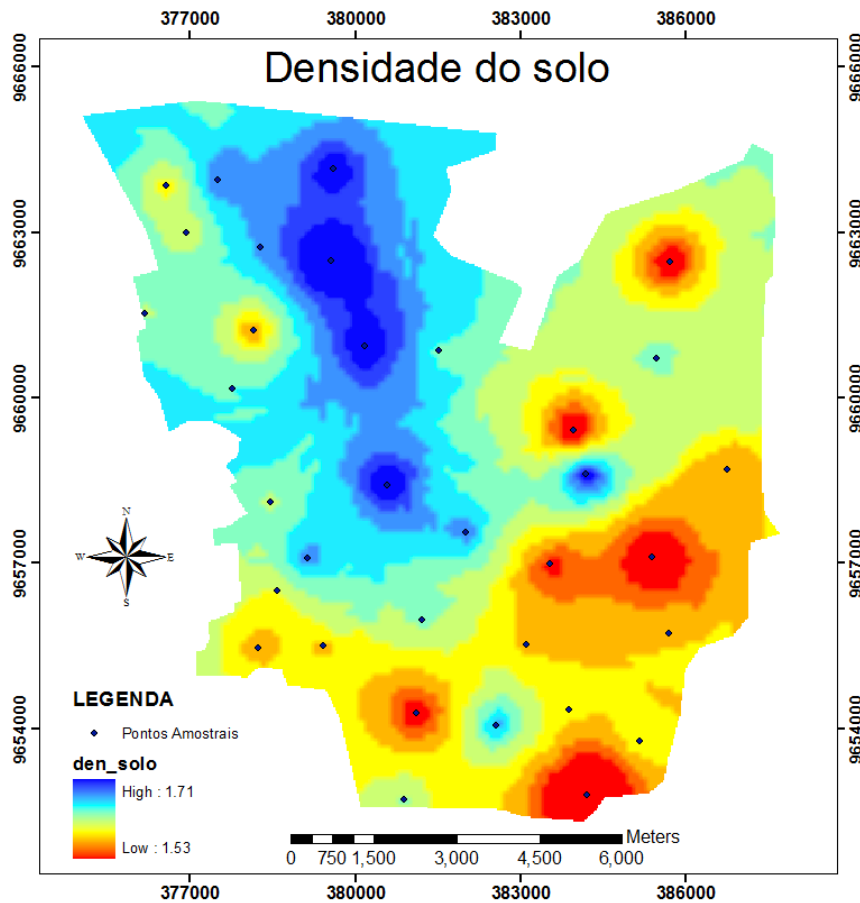 377000 380000 383000 386000
Densidade do solo
9666000 9666000
9663000 9663000
9660000 9660000
9657000 9657000
9654000 9654000
N
W E
S
LEGENDA
Pontos Amostrais
den_solo
High : 1.71
Low : 1.53
Meters
0 750 1,500 3,000 4,500 6,000
377000 380000 383000 386000